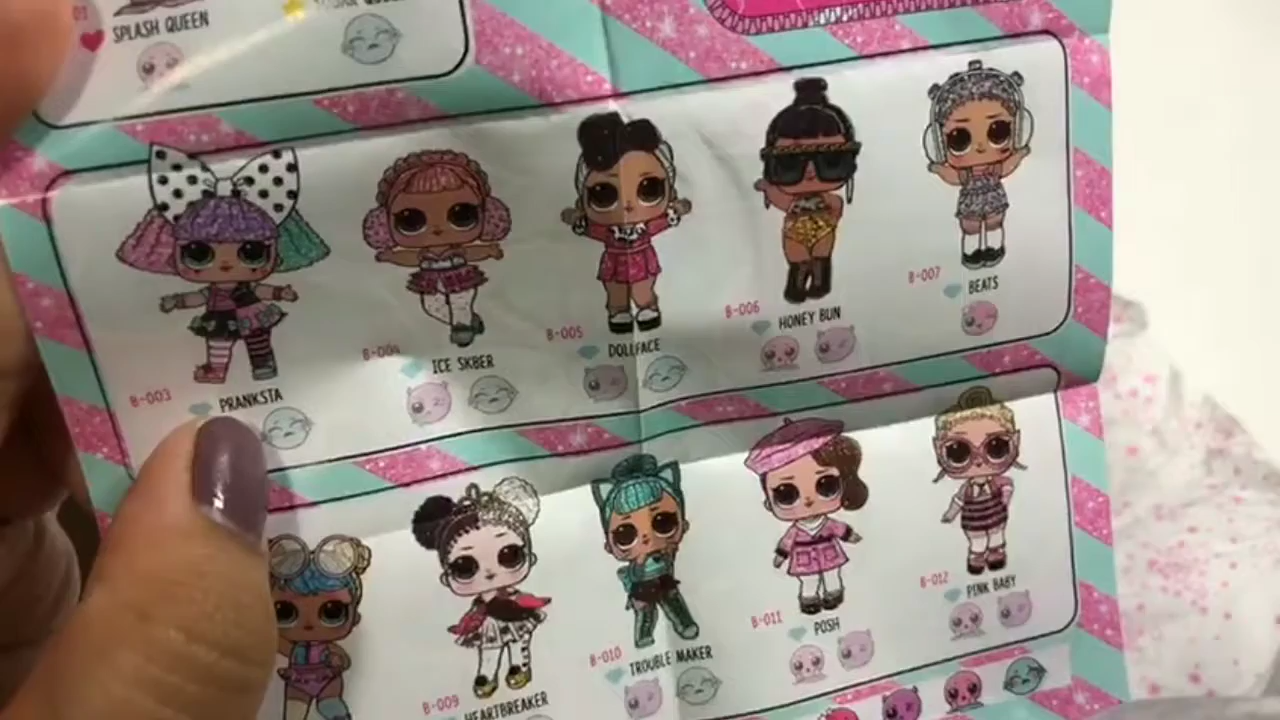 01
SPLASH QUEEN
B-003
PRANKSTA
B-004
ICE SK8ER
B-005
DOLLFACE
B-006
HONEY BUN
B-007
BEATS
B-009
HEARTBREAKER
B-010
TROUBLE MAKER
B-011
POSH
B-012
PINK BABY